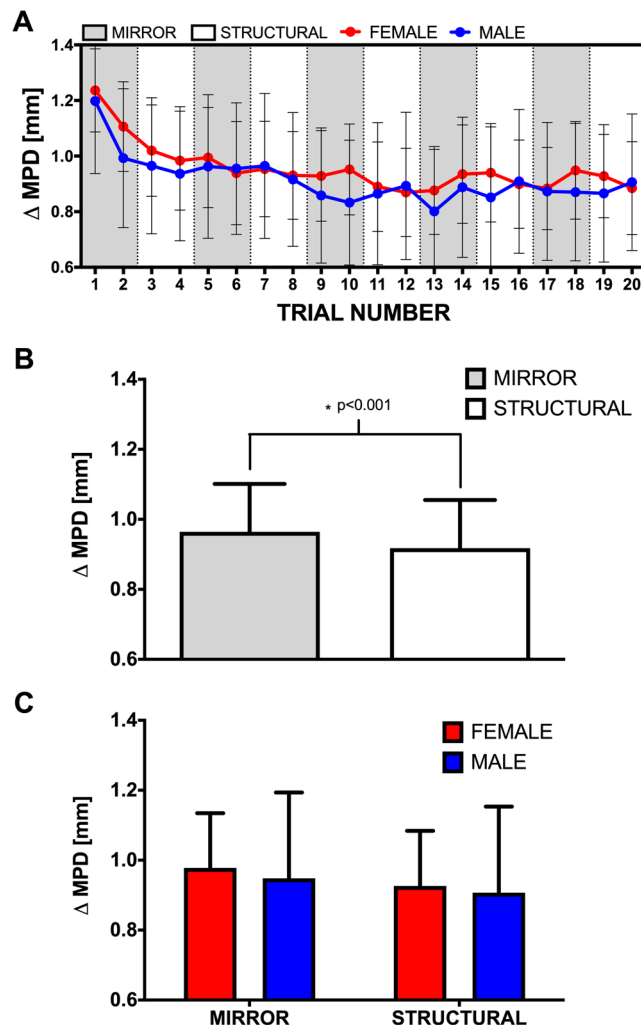 A
MIRROR STRUCTURAL FEMALE MALE
Δ MPD [mm]
1.4
1.2
1.0
0.8
0.6
1 2 3 4 5 6 7 8 9 10 11 12 13 14 15 16 17 18 19 20
TRIAL NUMBER
B
MIRROR
STRUCTURAL
* p<0.001
Δ MPD [mm]
1.4
1.2
1.0
0.8
0.6
C
FEMALE
MALE
Δ MPD [mm]
1.4
1.2
1.0
0.8
0.6
MIRROR STRUCTURAL